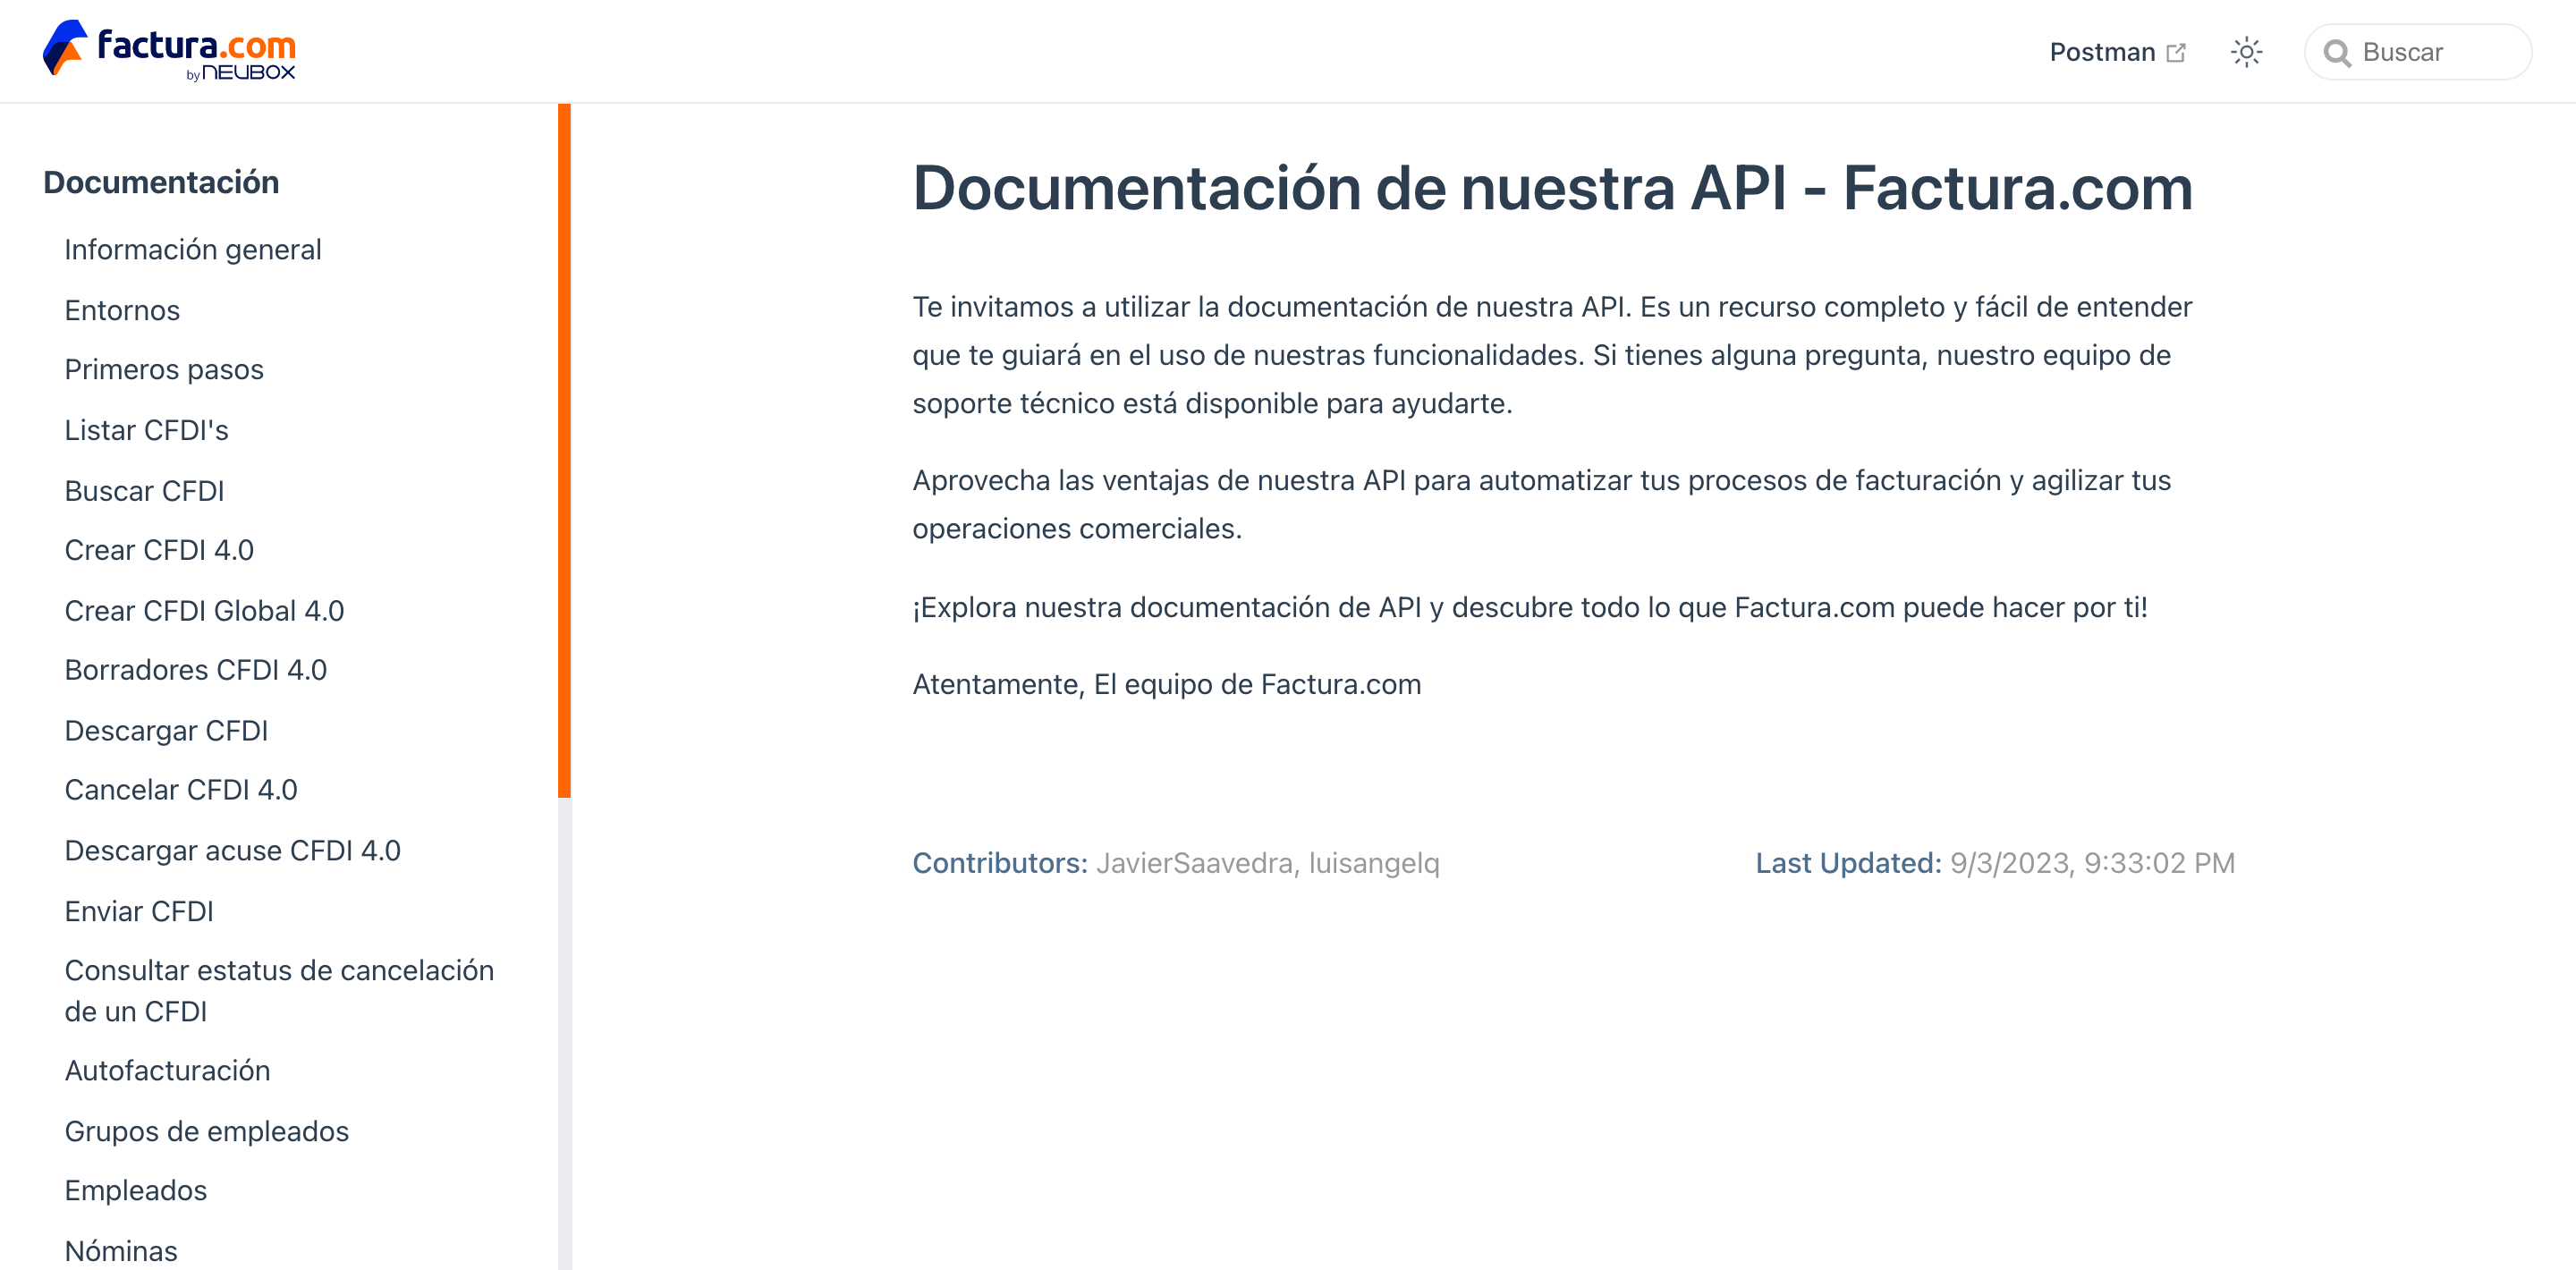 factura.com
by NEUBOX
Postman
Buscar
Documentación
Información general
Entornos
Primeros pasos
Listar CFDI's
Buscar CFDI
Crear CFDI 4.0
Crear CFDI Global 4.0
Borradores CFDI 4.0
Descargar CFDI
Cancelar CFDI 4.0
Descargar acuse CFDI 4.0
Enviar CFDI
Consultar estatus de cancelación
de un CFDI
Autofacturación
Grupos de empleados
Empleados
Nóminas
Documentación de nuestra API - Factura.com
Te invitamos a utilizar la documentación de nuestra API. Es un recurso completo y fácil de entender
que te guiará en el uso de nuestras funcionalidades. Si tienes alguna pregunta, nuestro equipo de
soporte técnico está disponible para ayudarte.
Aprovecha las ventajas de nuestra API para automatizar tus procesos de facturación y agilizar tus
operaciones comerciales.
¡Explora nuestra documentación de API y descubre todo lo que Factura.com puede hacer por ti!
Atentamente, El equipo de Factura.com
Contributors: JavierSaavedra, luisangelq
Last Updated: 9/3/2023, 9:33:02 PM